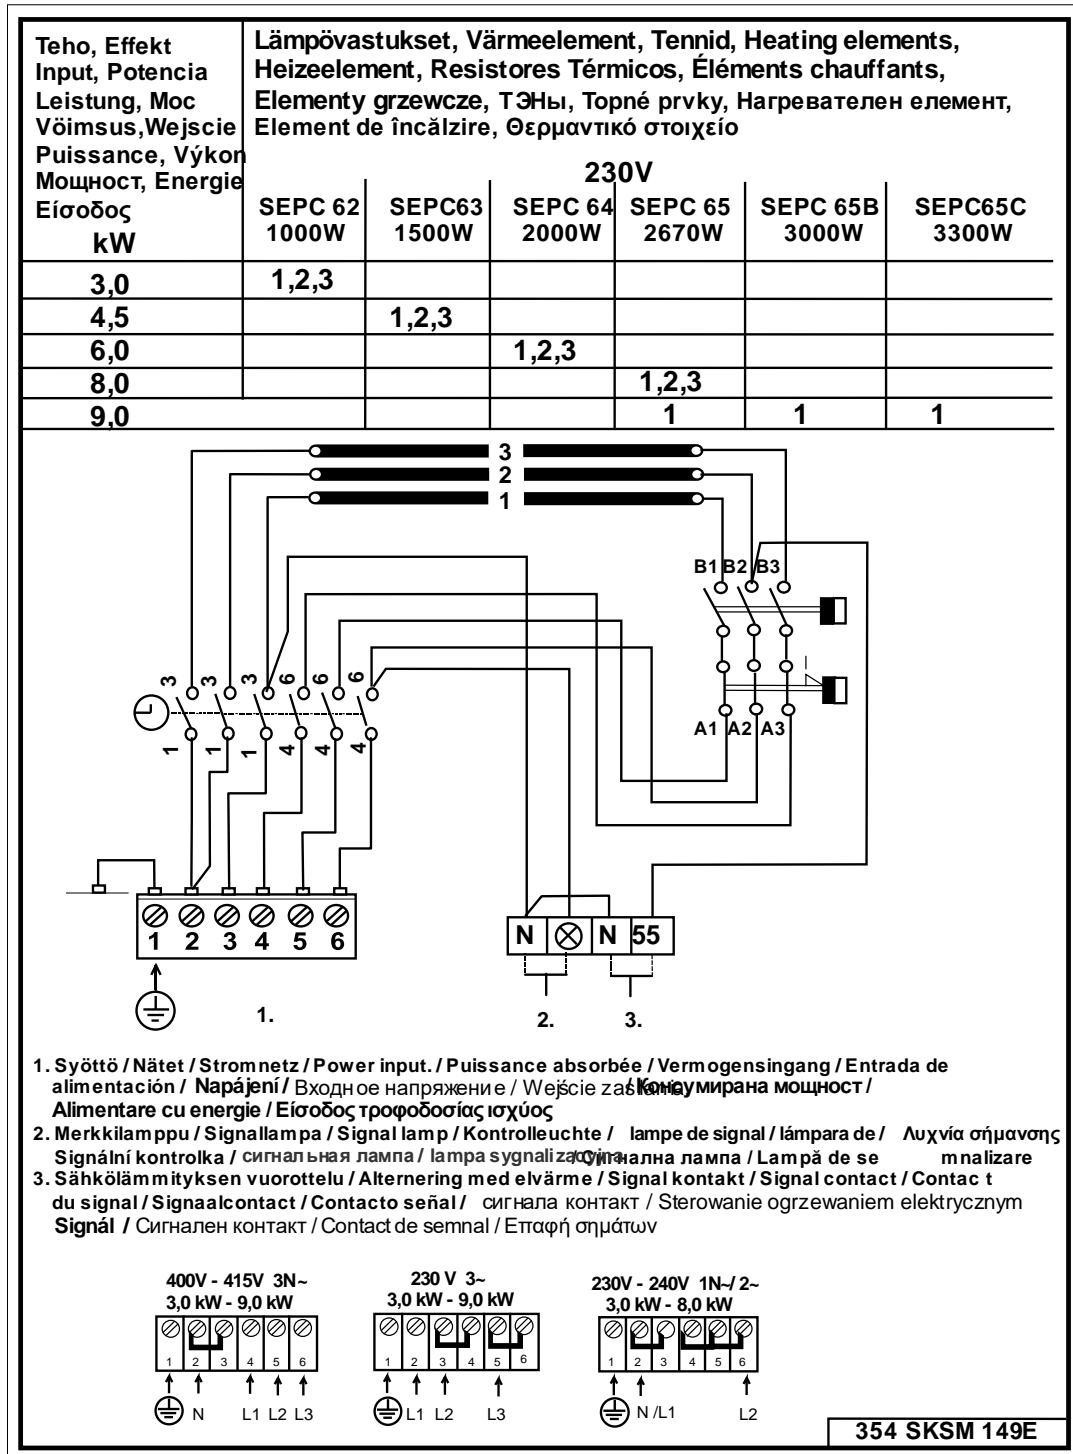 Teho, Effekt
Input, Potencia
Leistung, Moc
Vöimsus,Wejscie
Puissance, Výkon
Мощност, Energie
Είσοδος
kW
Lämpövastukset, Värmeelement, Tennid, Heating elements,
Heizeelement, Resistores Térmicos, Éléments chauffants,
Elementy grzewcze, ТЭНы, Topné prvky, Нагревателен елемент,
Element de încălzire, Θερμαντικό στοιχείο
230V
SEPC 62 SEPC63 SEPC 64 SEPC 65 SEPC 65B SEPC65C
1000W 1500W 2000W 2670W 3000W 3300W
3,0 1,2,3
4,5 1,2,3
6,0 1,2,3
8,0 1,2,3
9,0 1 1 1
3
2
1
B1 B2 B3
3 3 3 6 6 6
1 1 1 4 4 4
A1 A2 A3
1 2 3 4 5 6
N N 55
1. 2. 3.
1. Syöttö / Nätet / Stromnetz / Power input. / Puissance absorbée / Vermogensingang / Entrada de
alimentación / Napájení / Входное напряжение / Wejście zasilania / Консумирана мощност /
Alimentare cu energie / Είσοδος τροφοδοσίας ισχύος
2. Merkkilamppu / Signallampa / Signal lamp / Kontrolleuchte / lampe de signal / lámpara de / Λυχνία σήμανσης
Signální kontrolka / сигнальная лампа / lampa sygnalizacyjna / Сигнална лампа / Lampă de se mnalizare
3. Sähkölämmityksen vuorottelu / Alternering med elvärme / Signal kontakt / Signal contact / Contac t
du signal / Signaalcontact / Contacto señal / сигнала контакт / Sterowanie ogrzewaniem elektrycznym
Signál / Сигнален контакт / Contact de semnal / Επαφή σημάτων
400V - 415V 3N~
3,0 kW - 9,0 kW
1 2 3 4 5 6
N L1 L2 L3
230 V 3~
3,0 kW - 9,0 kW
1 2 3 4 5 6
L1 L2 L3
230V - 240V 1N~/ 2~
3,0 kW - 8,0 kW
1 2 3 4 5 6
N /L1 L2
354 SKSM 149E